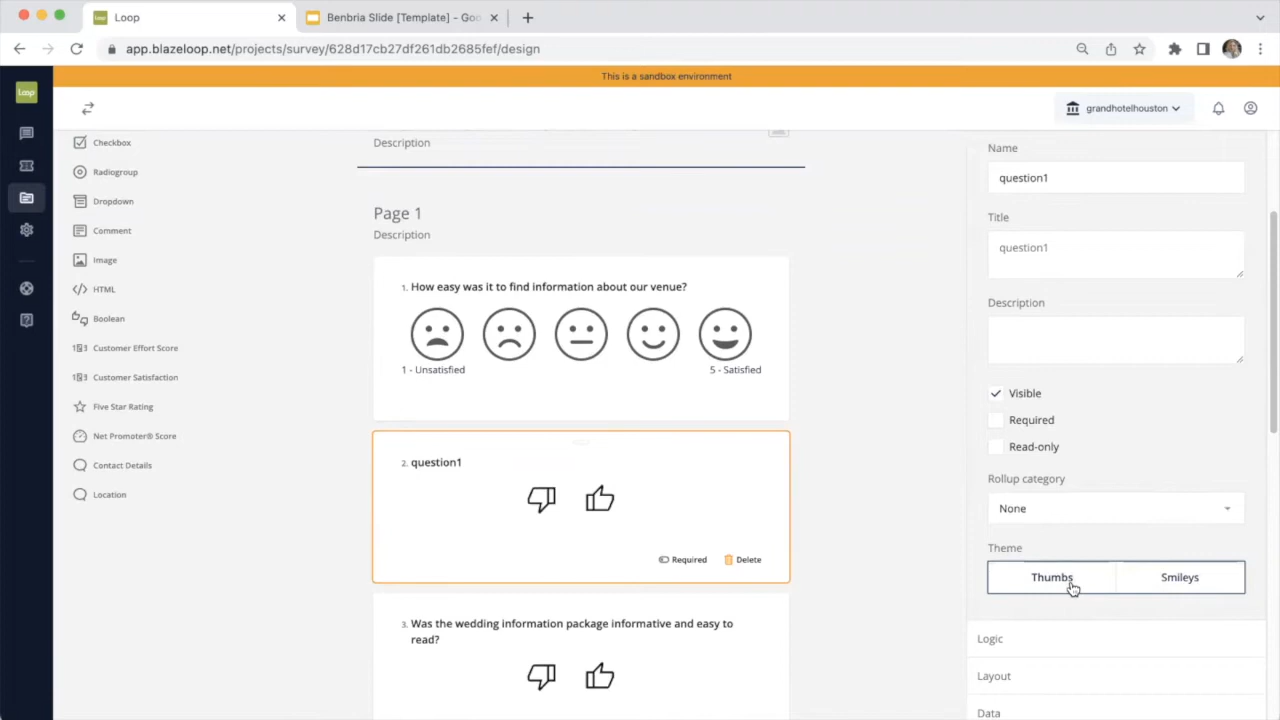 Loop
Benbria Slide [Template] - Goo
app.blazeloop.net/projects/survey/628d17cb27df261db2685fef/design
This is a sandbox environment
loop
grandhotelhouston
Checkbox
Radiogroup
Dropdown
Comment
Image
HTML
Boolean
Customer Effort Score
Customer Satisfaction
Five Star Rating
Net Promoter® Score
Contact Details
Location
Description
Page 1
Description
1. How easy was it to find information about our venue?
1 - Unsatisfied
5 - Satisfied
2. question1
Required
Delete
3. Was the wedding information package informative and easy to
read?
Name
question1
Title
question1
Description
Visible
Required
Read-only
Rollup category
None
Theme
Thumbs
Smileys
Logic
Layout
Data